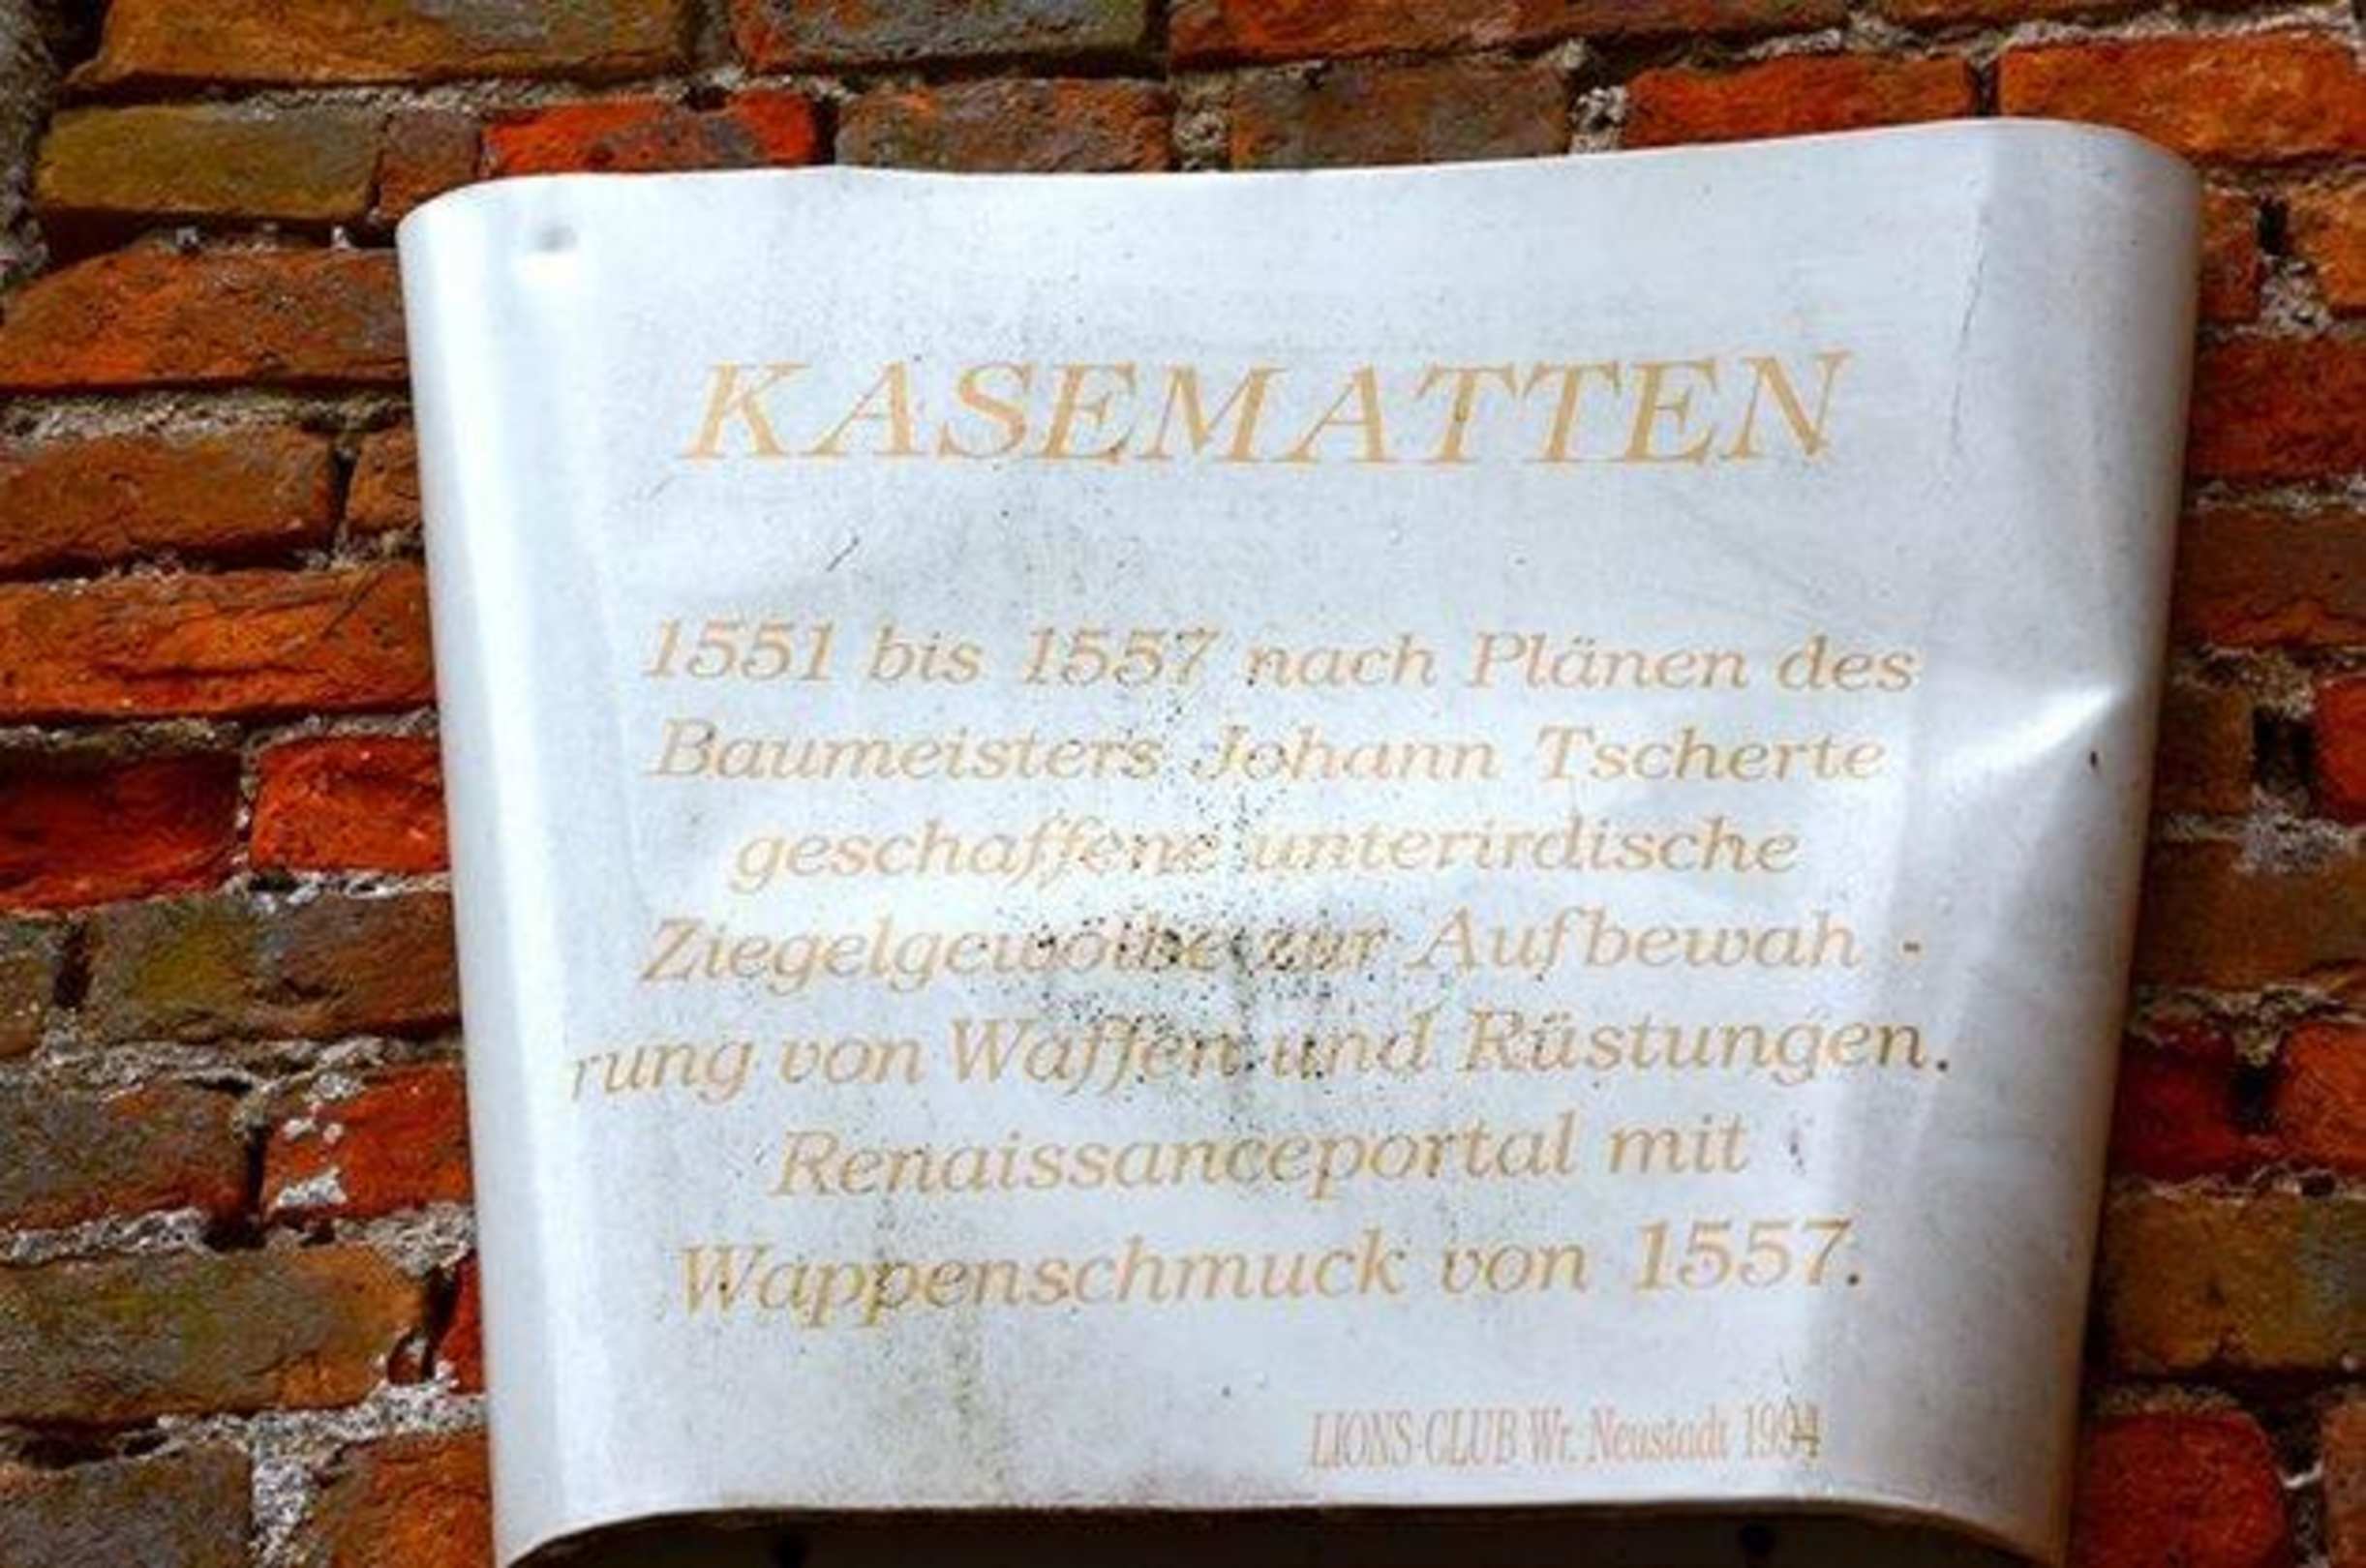 KASEMATTEN
1551 bis 1557 nach Plänen des
Baumeisters Johann Tscherte
geschaffene unterirdische
Ziegelgewölbe zur Aufbewah -
rung von Waffen und Rüstungen.
Renaissanceportal mit
Wappenschmuck von 1557.
LIONS-CLUB Wr. Neustadt 1994